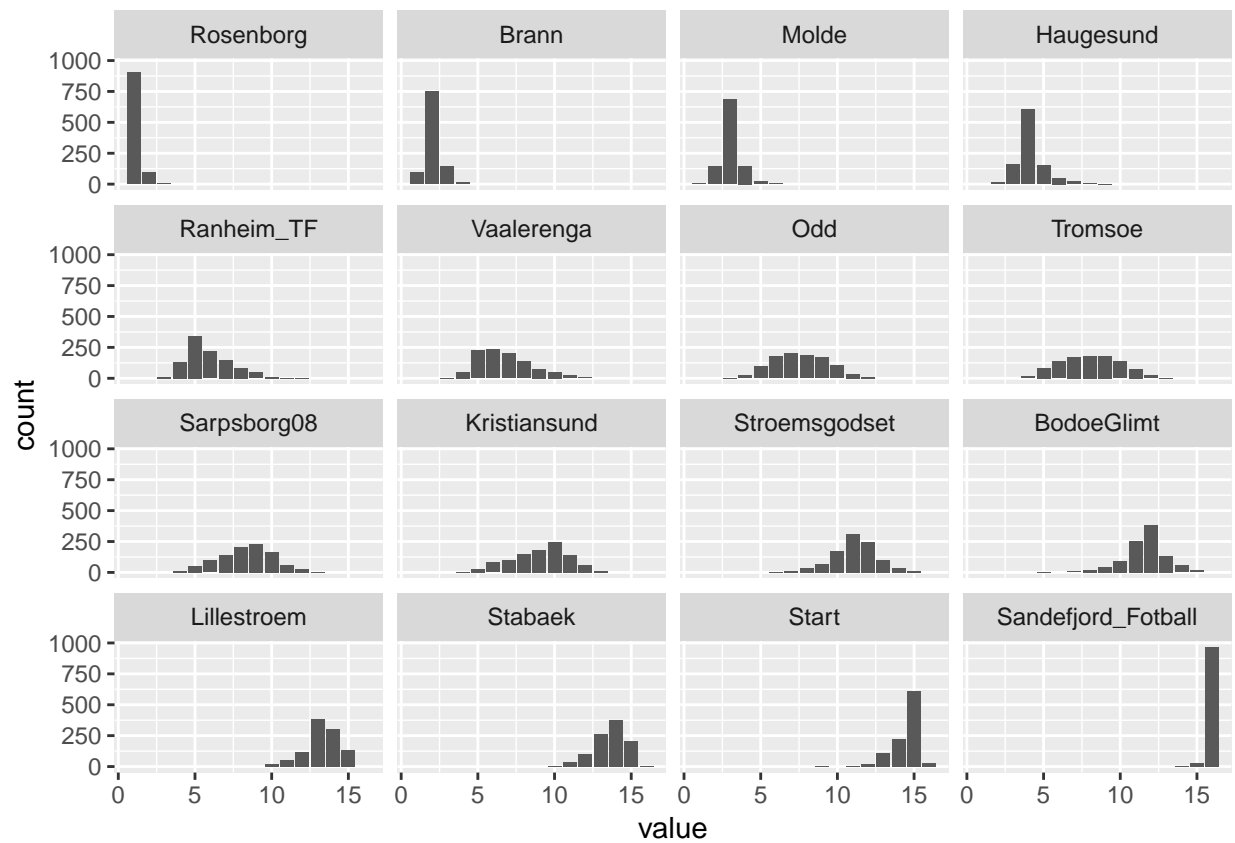 Rosenborg Brann Molde Haugesund
1000
750
500
250
0
Ranheim_TF Vaalerenga Odd Tromsoe
1000
750
500
250
0
Sarpsborg08 Kristiansund Stroemsgodset BodoeGlimt
1000
750
500
250
0
Lillestroem Stabaek Start Sandefjord_Fotball
1000
750
500
250
0
0 5 10 15 0 5 10 15 0 5 10 15 0 5 10 15
value
count